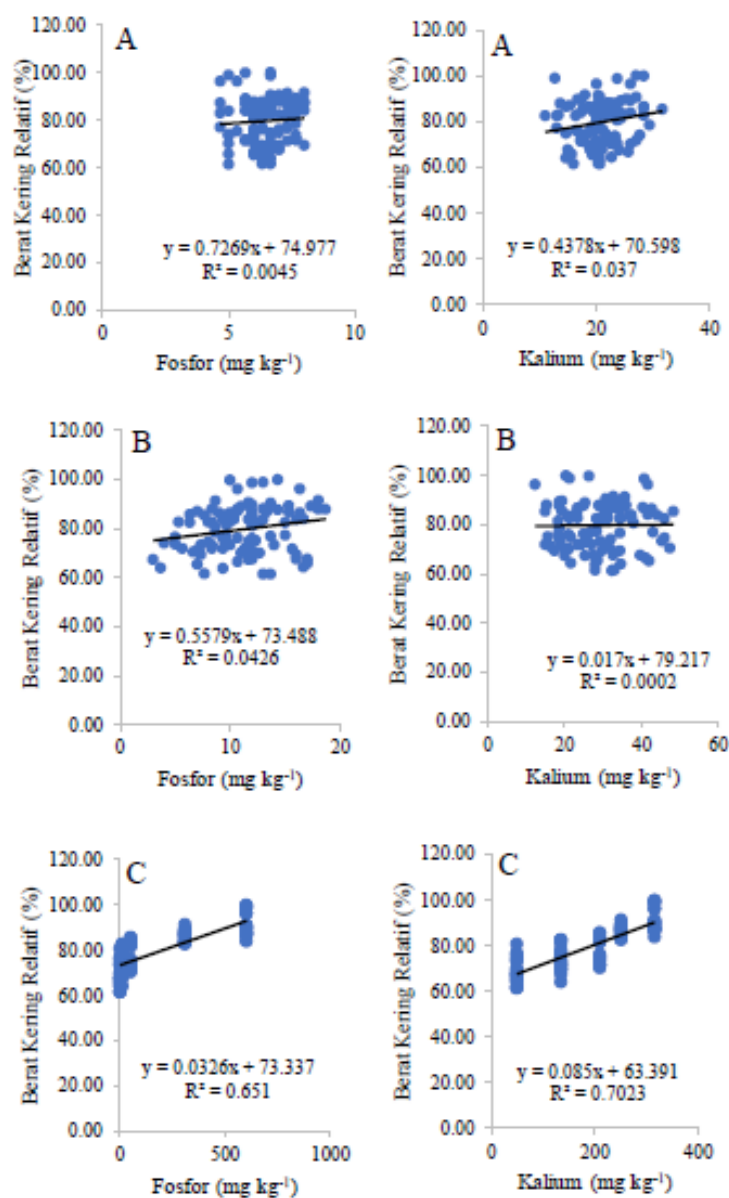 A
Berat Kering Relatif (%)
120.00
100.00
80.00
60.00
40.00
20.00
0.00
y = 0.7269x + 74.977
R² = 0.0045
0
5
10
Fosfor (mg kg⁻¹)
A
Berat Kering Relatif (%)
120.00
100.00
80.00
60.00
40.00
20.00
0.00
y = 0.4378x + 70.598
R² = 0.037
0
20
40
Kalium (mg kg⁻¹)
B
Berat Kering Relatif (%)
120.00
100.00
80.00
60.00
40.00
20.00
0.00
y = 0.5579x + 73.488
R² = 0.0426
0
10
20
Fosfor (mg kg⁻¹)
B
Berat Kering Relatif (%)
120.00
100.00
80.00
60.00
40.00
20.00
0.00
y = 0.017x + 79.217
R² = 0.0002
0
20
40
60
Kalium (mg kg⁻¹)
C
Berat Kering Relatif (%)
120.00
100.00
80.00
60.00
40.00
20.00
0.00
y = 0.0326x + 73.337
R² = 0.651
0
500
1000
Fosfor (mg kg⁻¹)
C
Berat Kering Relatif (%)
120.00
100.00
80.00
60.00
40.00
20.00
0.00
y = 0.085x + 63.391
R² = 0.7023
0
200
400
Kalium (mg kg⁻¹)